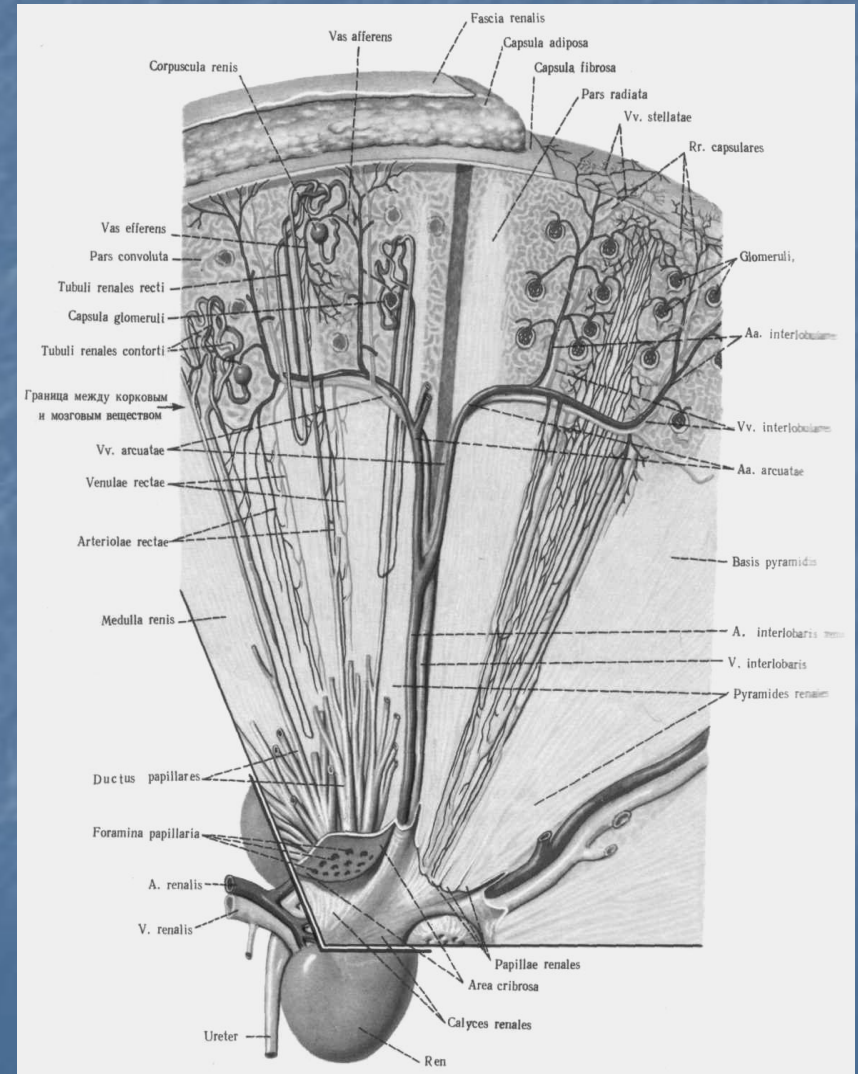 Fascia renalis
Vas afferens
Capsula adiposa
Corpuscula renis
Capsula fibrosa
Pars radiata
Vv. stellatae
Rr. capsulares
Vas efferens
Pars convoluta
Glomeruli,
Tubuli renales recti
Capsula glomeruli
Aa. interlobulares
Tubuli renales contorti
Граница между корковым
и мозговым веществом
Vv. interlobulares
Vv. arcuatae
Aa. arcuatae
Venulae rectae
Arteriolae rectae
Basis pyramidis
Medulla renis
A. interlobaris
V. interlobaris
Pyramides renales
Ductus papillares
Foramina papillaria
A. renalis
V. renalis
Papillae renales
Area cribrosa
Calyces renales
Ureter
Ren